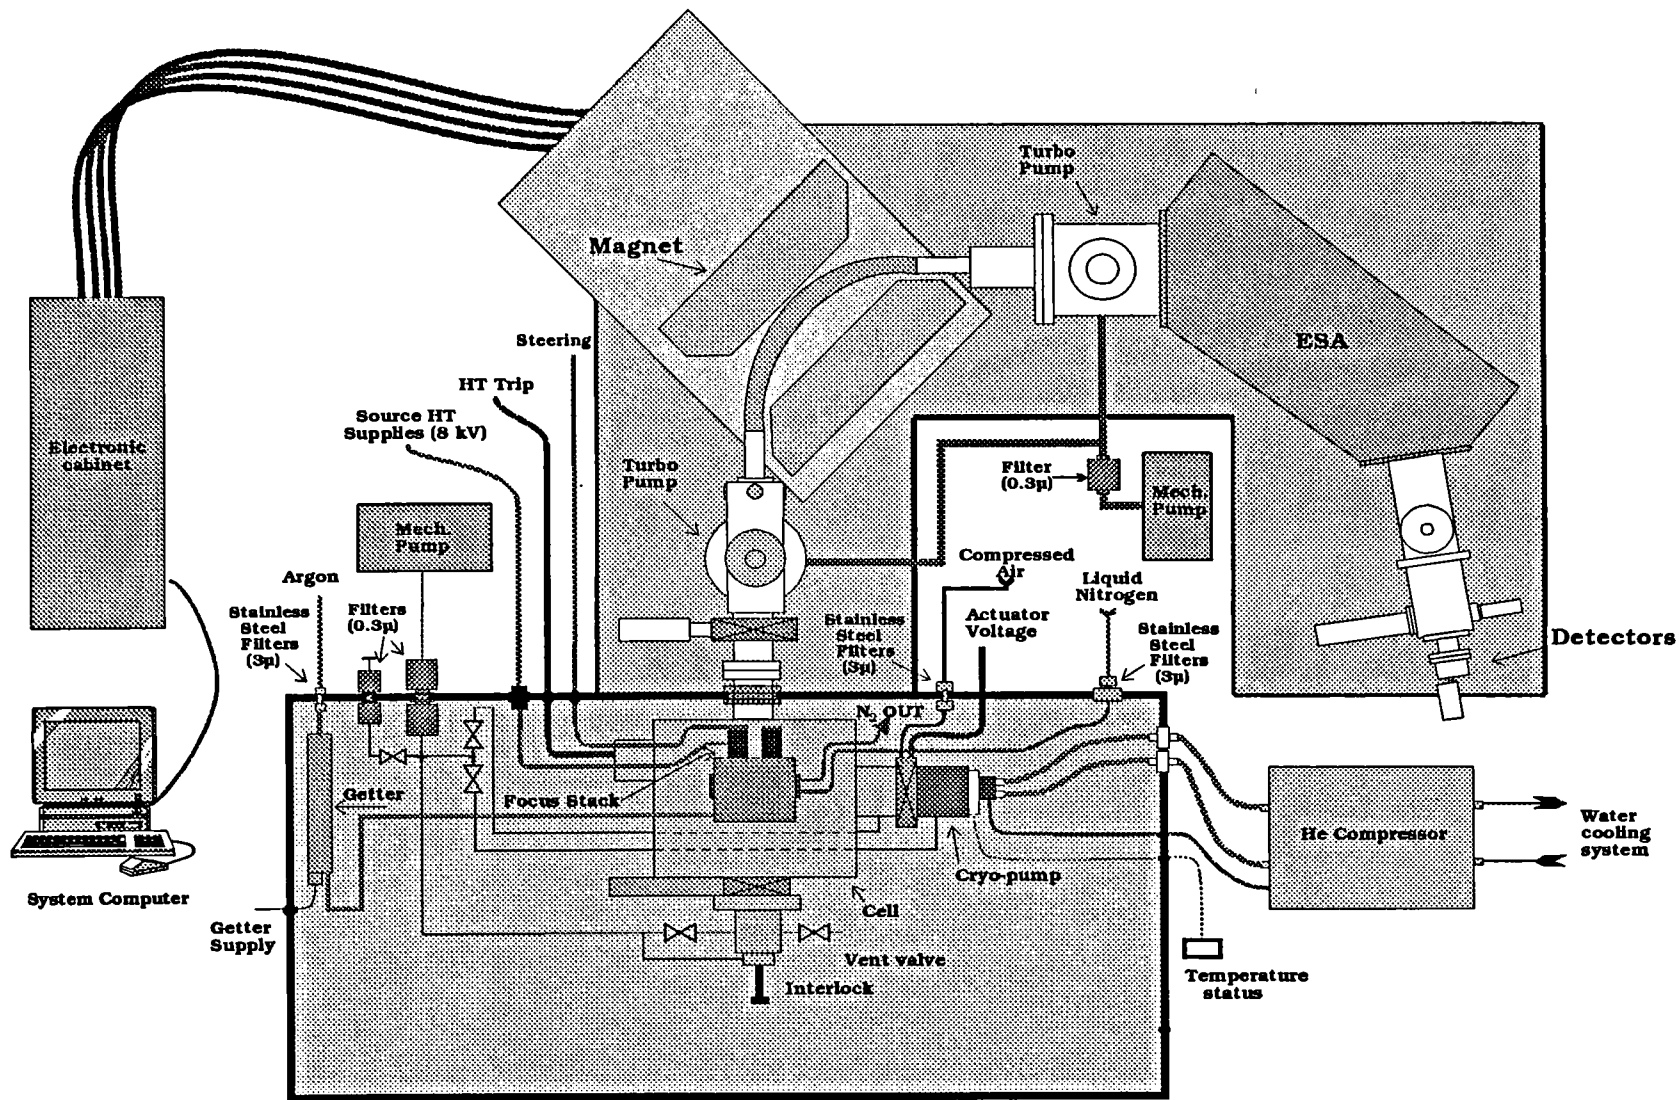 Turbo
Pump
Magnet
ESA
Steering
HT Trip
Source HT
Supplies (8 kV)
Electronic
cabinet
Turbo
Pump
Filter
(0.3μ)
Mech.
Pump
Mech.
Pump
Compressed
Air
Argon
Liquid
Nitrogen
Stainless
Steel
Filters
(3μ)
Filters
(0.3μ)
Stainless
Steel
Filters
(3μ)
Actuator
Voltage
Stainless
Steel
Filters
(3μ)
Detectors
N₂ OUT
Getter
Focus Stack
He Compressor
Water
cooling
system
Cryo-pump
System Computer
Cell
Getter
Supply
Vent valve
Interlock
Temperature
status